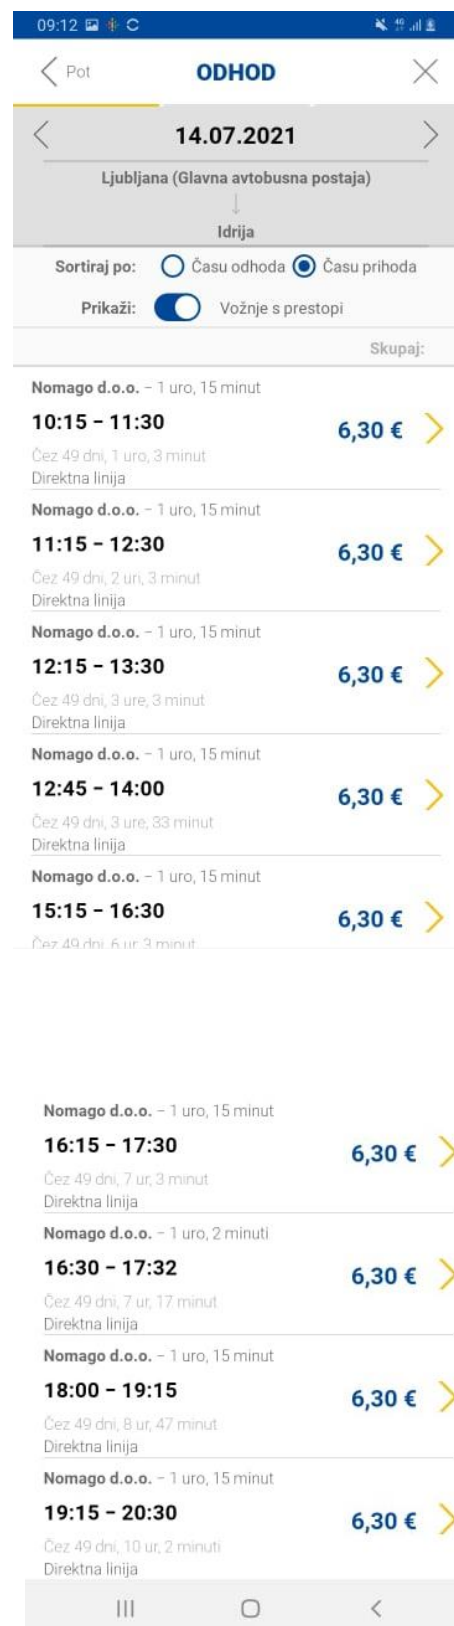 09:12
Pot ODHOD
14.07.2021
Ljubljana (Glavna avtobusna postaja)
↓
Idrija
Sortiraj po: Času odhoda Času prihoda
Prikaži: Vožnje s prestopi
Skupaj:
Nomago d.o.o. – 1 uro, 15 minut
10:15 – 11:30 6,30 €
Čez 49 dni, 1 uro, 3 minut
Direktna linija
Nomago d.o.o. – 1 uro, 15 minut
11:15 – 12:30 6,30 €
Čez 49 dni, 2 uri, 3 minut
Direktna linija
Nomago d.o.o. – 1 uro, 15 minut
12:15 – 13:30 6,30 €
Čez 49 dni, 3 ure, 3 minut
Direktna linija
Nomago d.o.o. – 1 uro, 15 minut
12:45 – 14:00 6,30 €
Čez 49 dni, 3 ure, 33 minut
Direktna linija
Nomago d.o.o. – 1 uro, 15 minut
15:15 – 16:30 6,30 €
Čez 49 dni, 6 ur, 3 minut
Nomago d.o.o. – 1 uro, 15 minut
16:15 – 17:30 6,30 €
Čez 49 dni, 7 ur, 3 minut
Direktna linija
Nomago d.o.o. – 1 uro, 2 minuti
16:30 – 17:32 6,30 €
Čez 49 dni, 7 ur, 17 minut
Direktna linija
Nomago d.o.o. – 1 uro, 15 minut
18:00 – 19:15 6,30 €
Čez 49 dni, 8 ur, 47 minut
Direktna linija
Nomago d.o.o. – 1 uro, 15 minut
19:15 – 20:30 6,30 €
Čez 49 dni, 10 ur, 2 minuti
Direktna linija